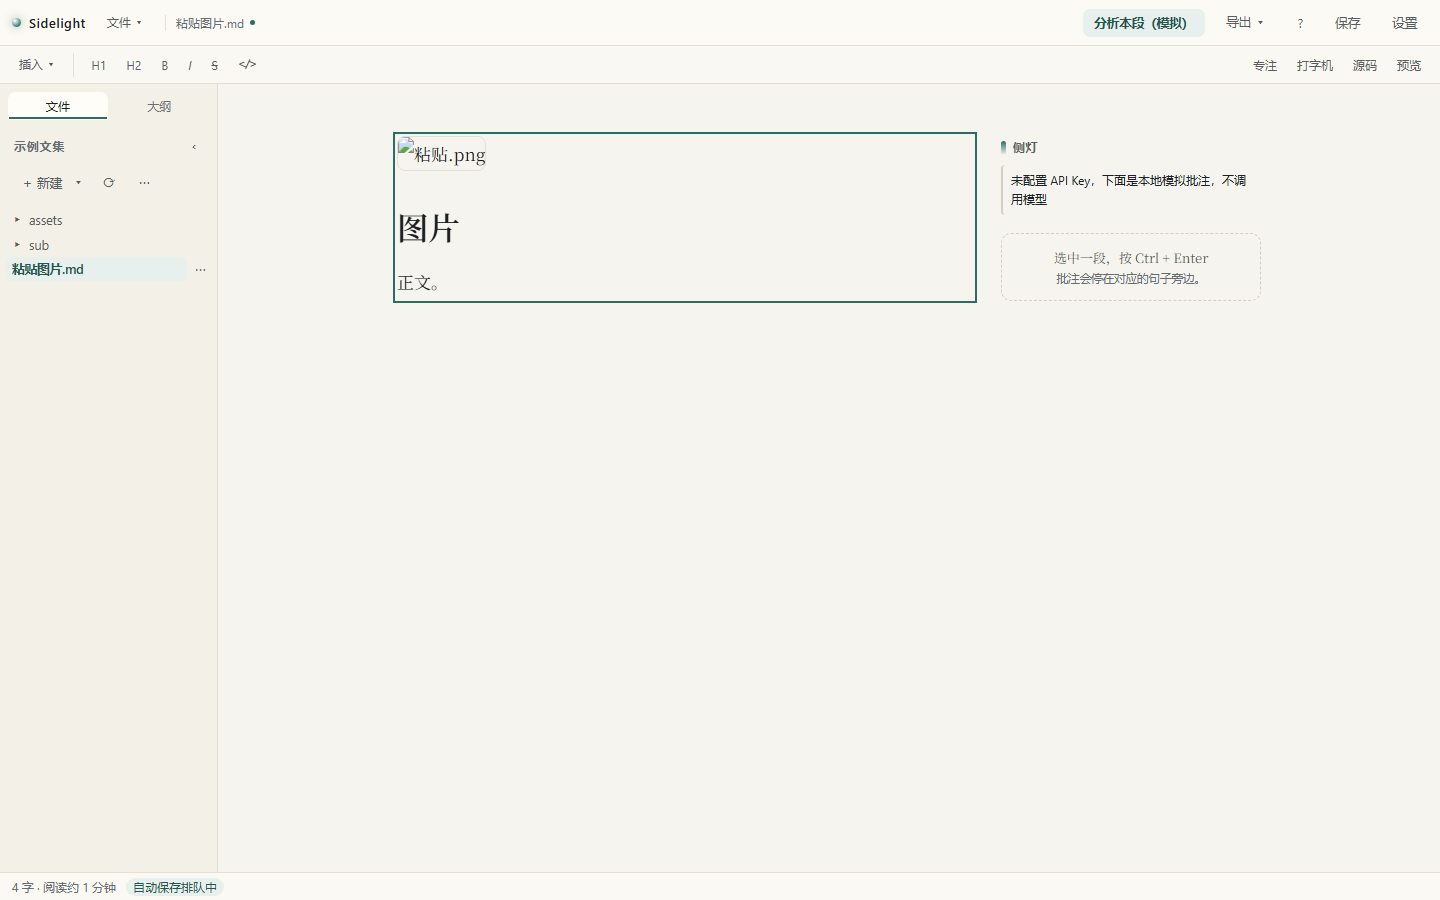 Sidelight 文件 ▾ 粘贴图片.md ● 分析本段（模拟） 导出 ▾ ? 保存 设置
插入 ▾ H1 H2 B I S </> 专注 打字机 源码 预览
文件 大纲
示例文集 ‹
+ 新建 ▾ ⟳ ···
▸ assets
▸ sub
粘贴图片.md ···
粘贴.png
图片
正文。
侧灯
未配置 API Key，下面是本地模拟批注，不调
用模型
选中一段，按 Ctrl + Enter
批注会停在对应的句子旁边。
4 字 · 阅读约 1 分钟 自动保存排队中